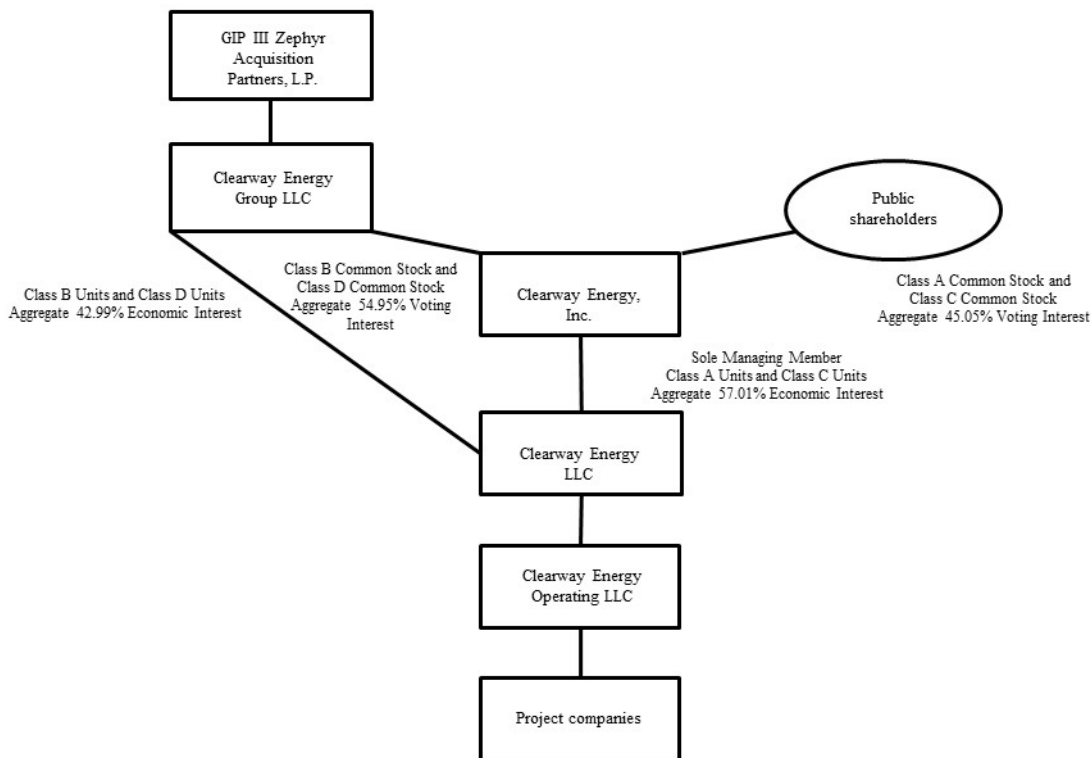 GIP III Zephyr
Acquisition
Partners, L.P.
Clearway Energy
Group LLC
Public
shareholders
Class B Units and Class D Units
Aggregate 42.99% Economic Interest
Class B Common Stock and
Class D Common Stock
Aggregate 54.95% Voting
Interest
Clearway Energy,
Inc.
Class A Common Stock and
Class C Common Stock
Aggregate 45.05% Voting Interest
Sole Managing Member
Class A Units and Class C Units
Aggregate 57.01% Economic Interest
Clearway Energy
LLC
Clearway Energy
Operating LLC
Project companies